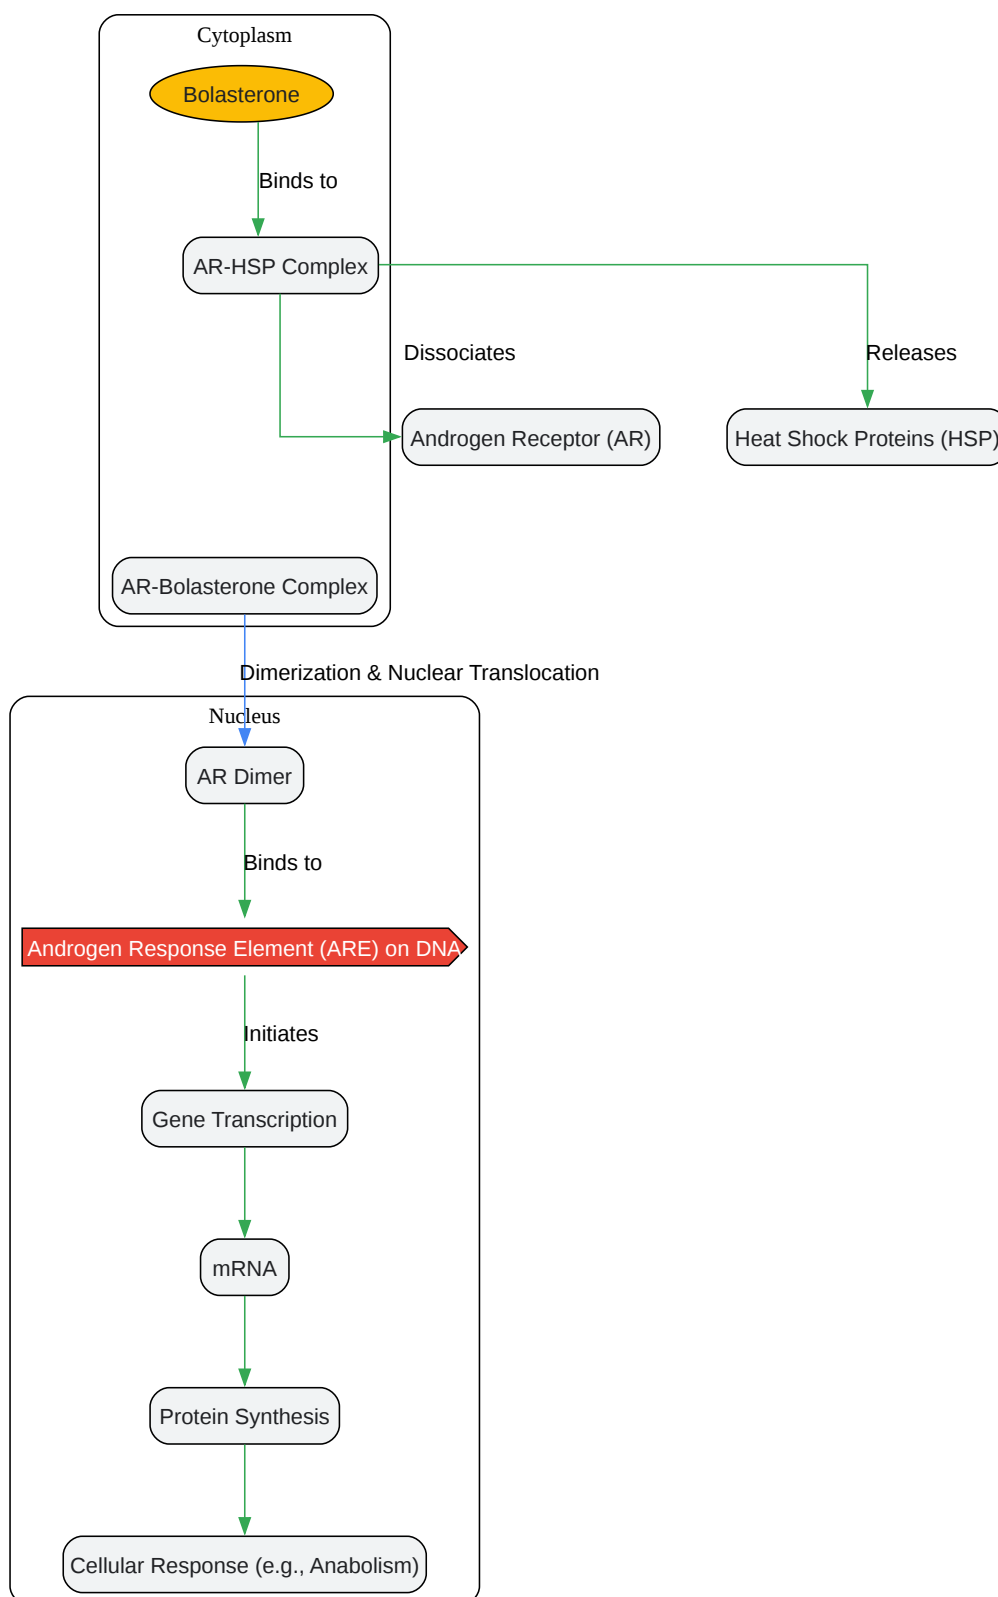 Cytoplasm
Bolasterone
Binds to
AR-HSP Complex
Dissociates
Releases
Androgen Receptor (AR)
Heat Shock Proteins (HSP)
AR-Bolasterone Complex
Dimerization & Nuclear Translocation
Nucleus
AR Dimer
Binds to
Androgen Response Element (ARE) on DNA
Initiates
Gene Transcription
mRNA
Protein Synthesis
Cellular Response (e.g., Anabolism)